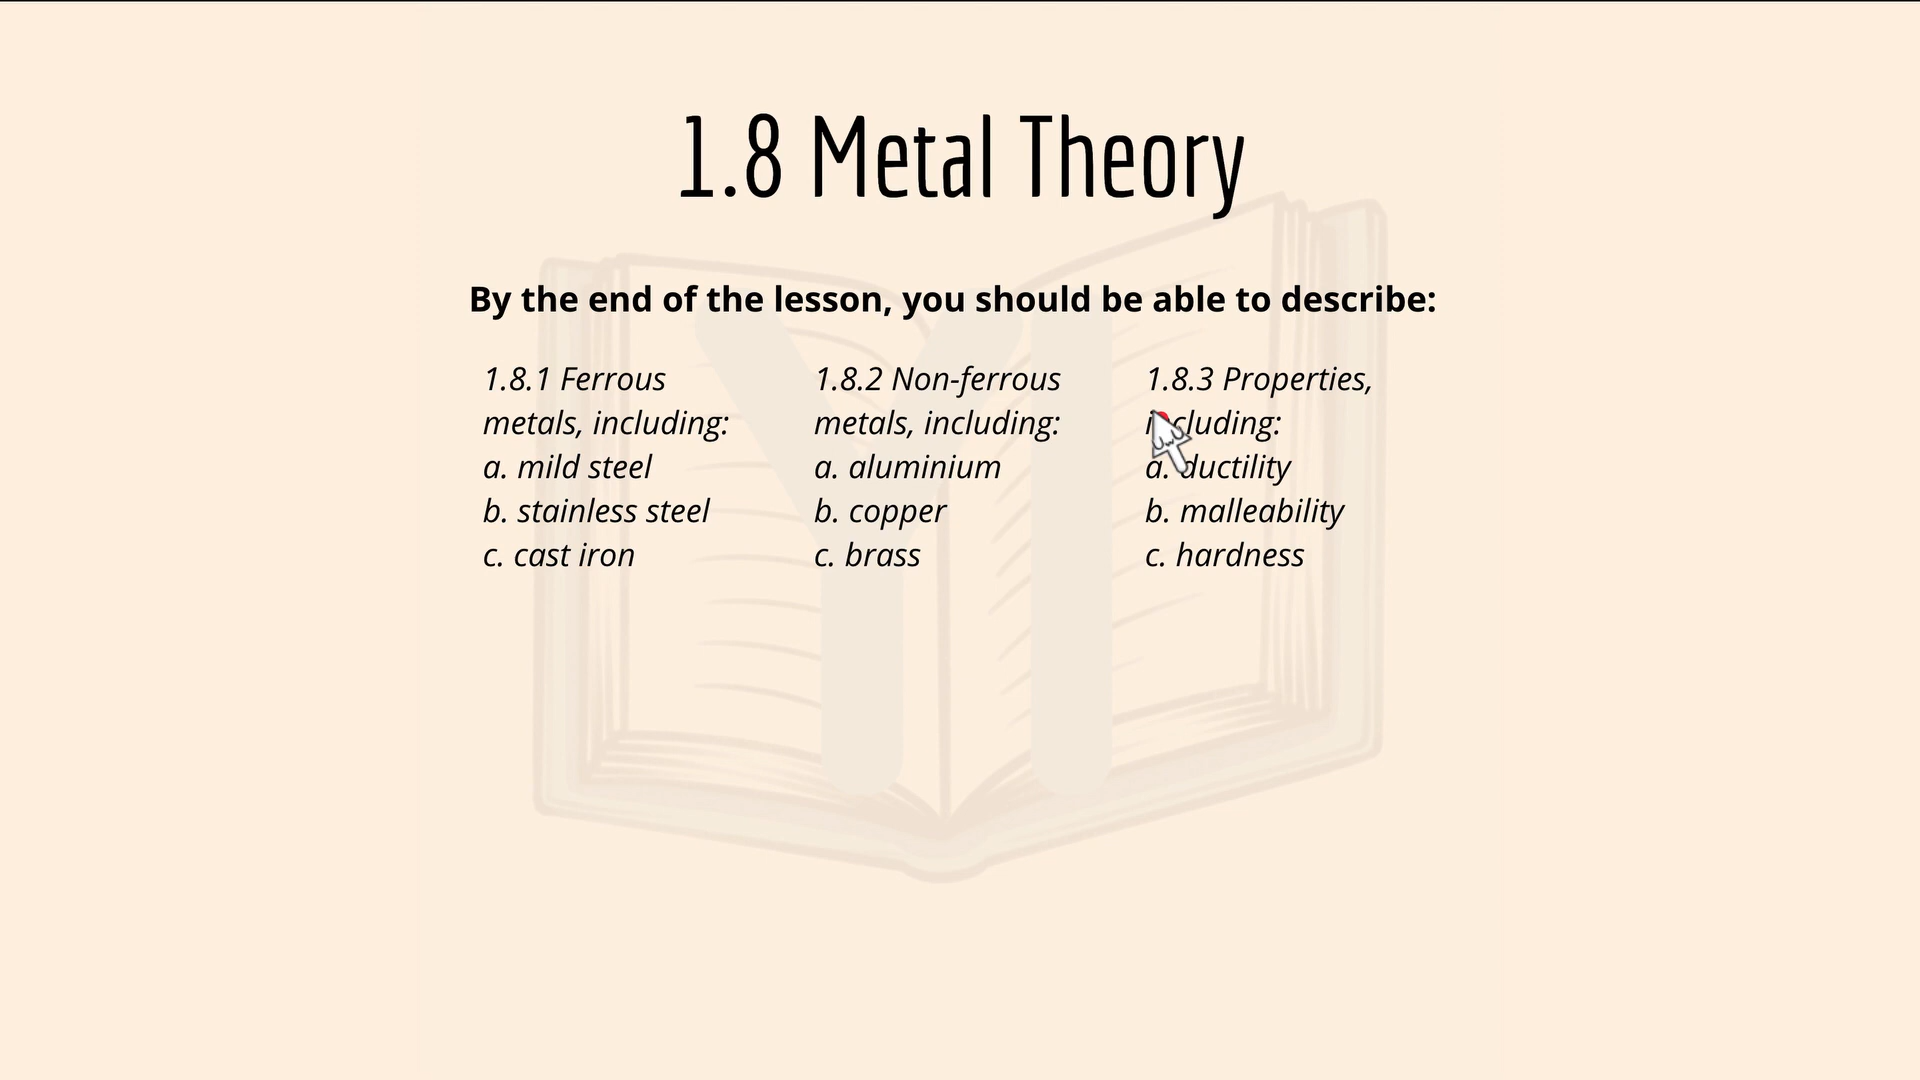 1.8 Metal Theory
By the end of the lesson, you should be able to describe:
1.8.1 Ferrous
metals, including:
a. mild steel
b. stainless steel
c. cast iron
1.8.2 Non-ferrous
metals, including:
a. aluminium
b. copper
c. brass
1.8.3 Properties,
including:
a. ductility
b. malleability
c. hardness